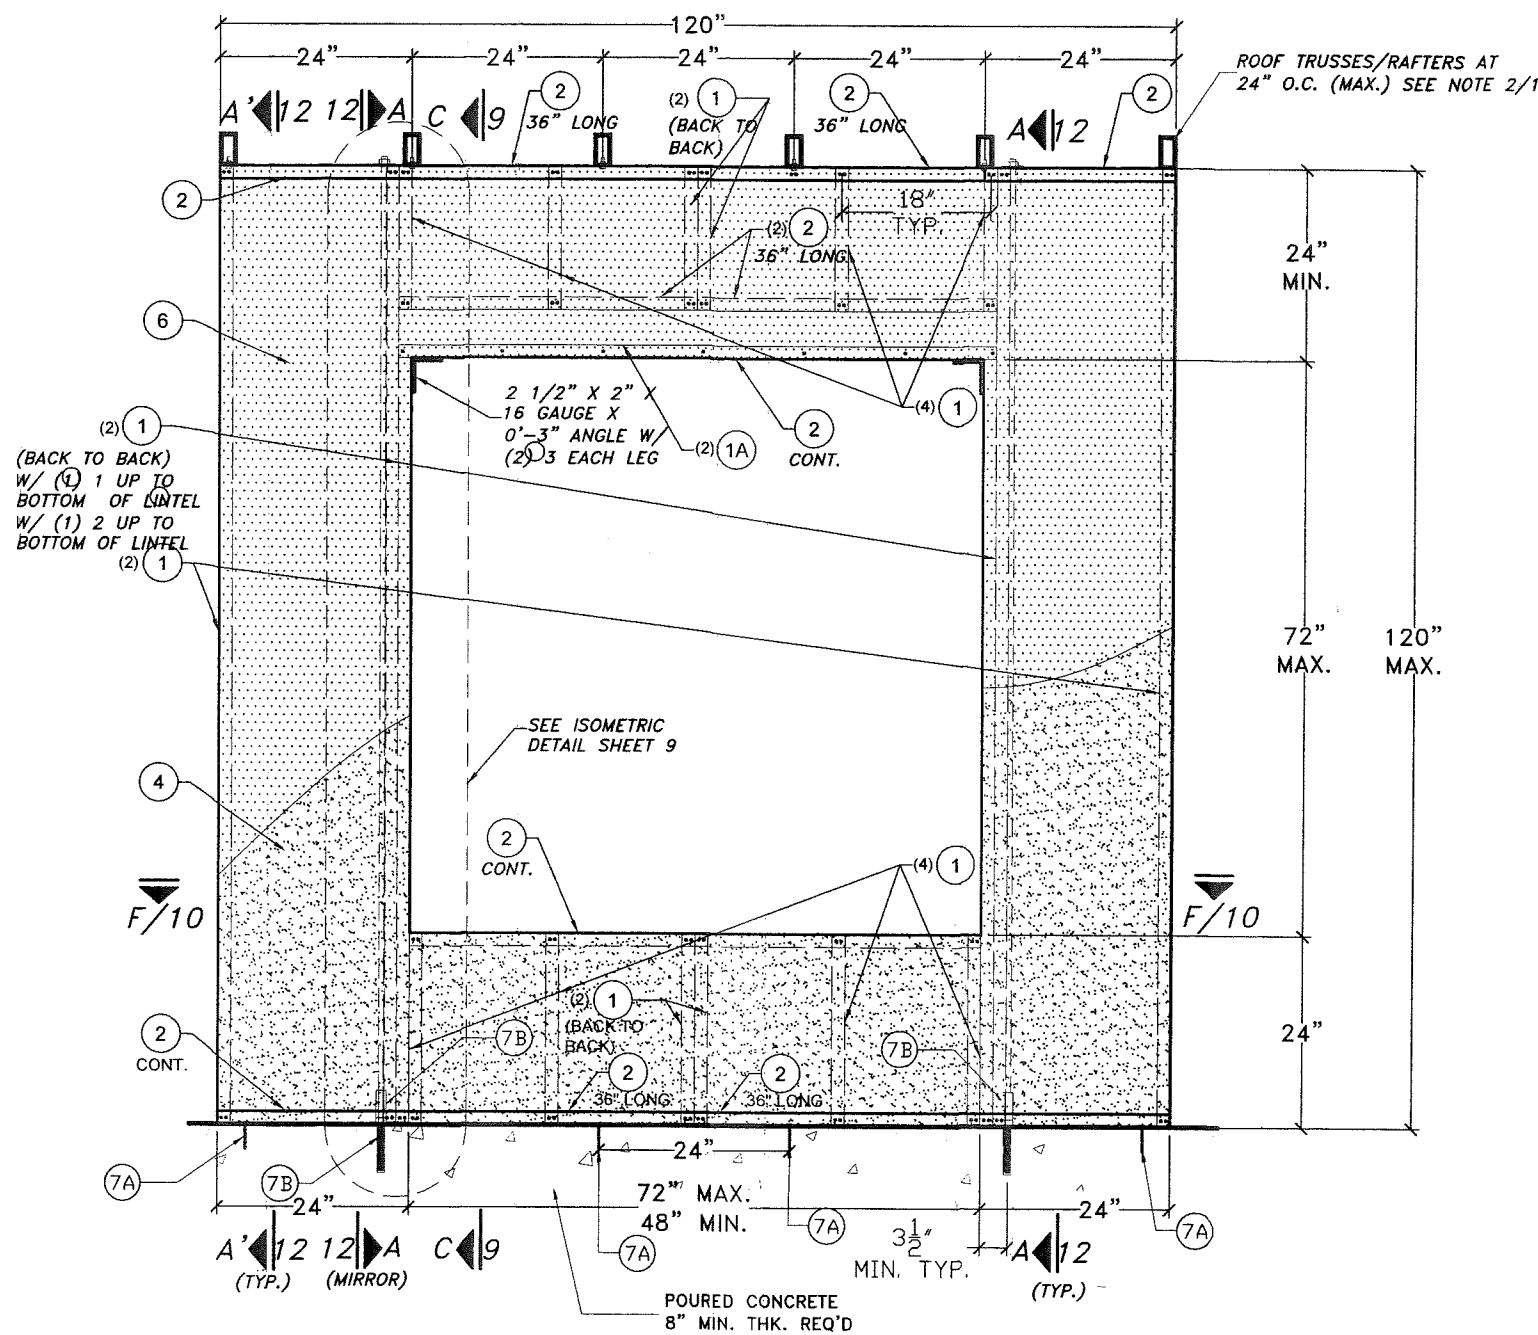 120"
24" 24" 24" 24" 24"
ROOF TRUSSES/RAFTERS AT
24" O.C. (MAX.) SEE NOTE 2/1
A' 12 12 A C 9
2
36" LONG
(2) 1
(BACK TO
BACK)
2
36" LONG
A 12
2
2
18"
TYP.
(2) 2
36" LONG
24"
MIN.
6
2 1/2" X 2" X
16 GAUGE X
0'-3" ANGLE W/
(2) 3 EACH LEG
(2) 1A
2
CONT.
(4) 1
(2) 1
(BACK TO BACK)
W/ (1) 1 UP TO
BOTTOM OF LINTEL
W/ (1) 2 UP TO
BOTTOM OF LINTEL
(2) 1
72"
MAX.
120"
MAX.
SEE ISOMETRIC
DETAIL SHEET 9
4
2
CONT.
(4) 1
F/10
F/10
(2) 1
(BACK TO
BACK)
7B
7B
2
CONT.
2
36" LONG
2
36" LONG
24"
24"
7A
7B
24"
72" MAX.
48" MIN.
7A
7A
24"
7A
3½"
MIN. TYP.
A' 12
(TYP.)
12 A
(MIRROR)
C 9
A 12
(TYP.)
POURED CONCRETE
8" MIN. THK. REQ'D